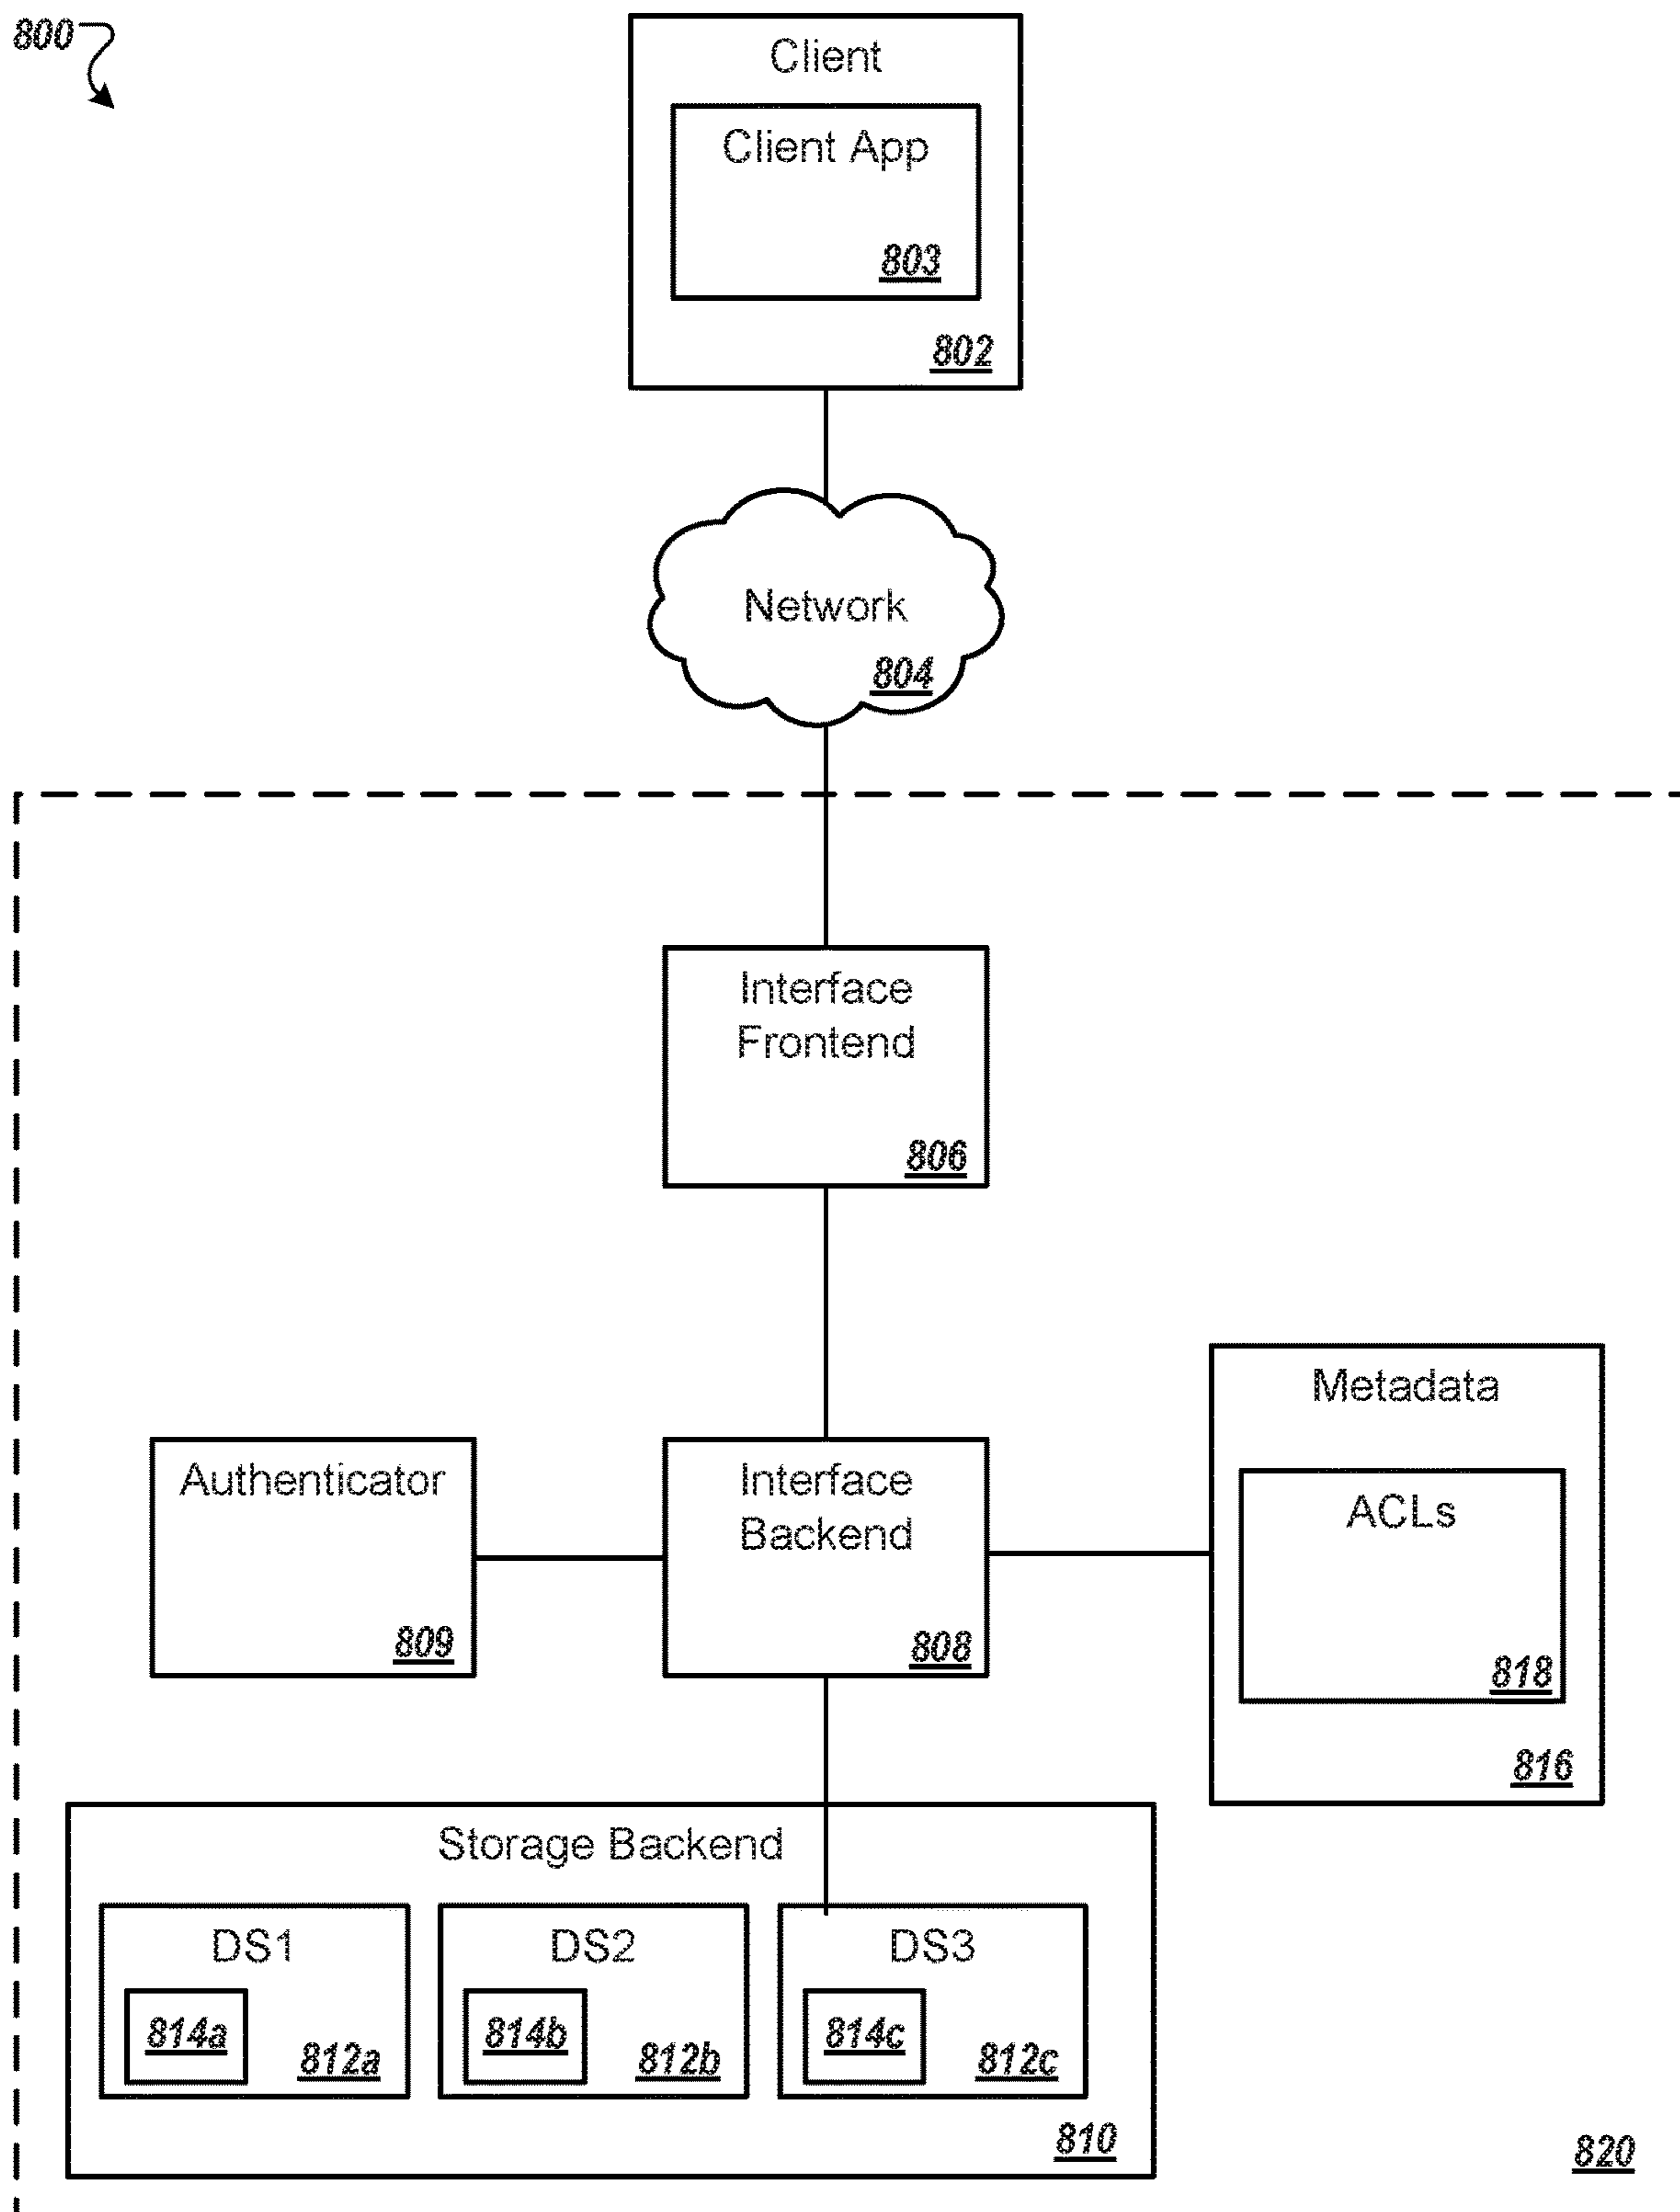 800
Client
Client App
803
802
Network
804
Interface
Frontend
806
Authenticator
809
Interface
Backend
808
Metadata
ACLs
818
816
Storage Backend
DS1
814a
812a
DS2
814b
812b
DS3
814c
812c
810
820